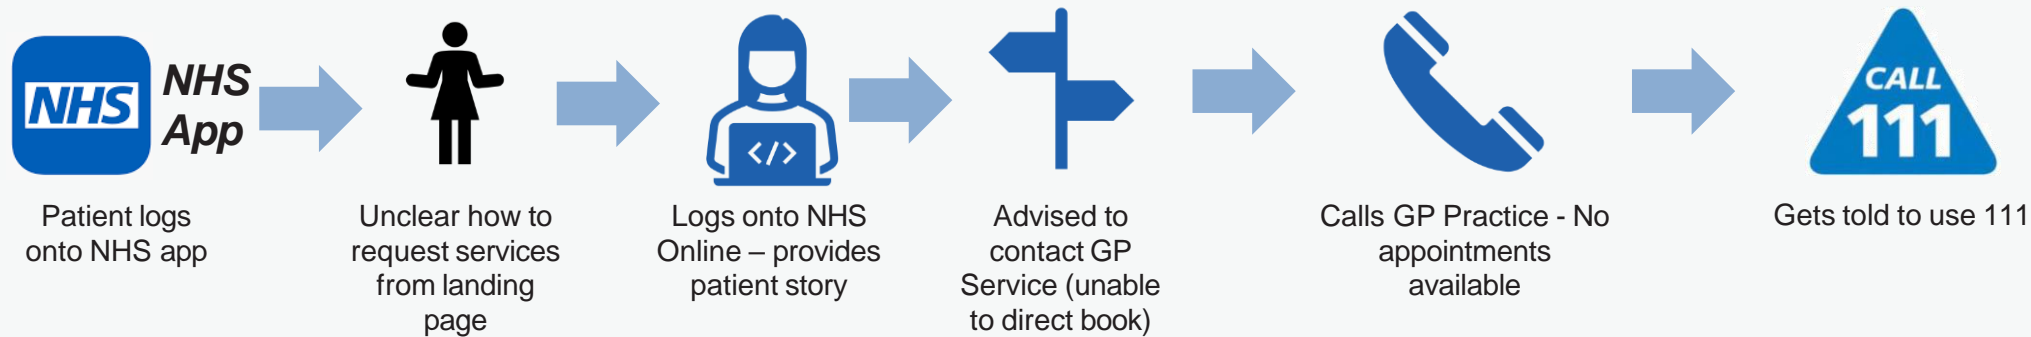 NHS
NHS
App
</>
CALL
111
Patient logs
onto NHS app
Unclear how to
request services
from landing
page
Logs onto NHS
Online – provides
patient story
Advised to
contact GP
Service (unable
to direct book)
Calls GP Practice - No
appointments
available
Gets told to use 111